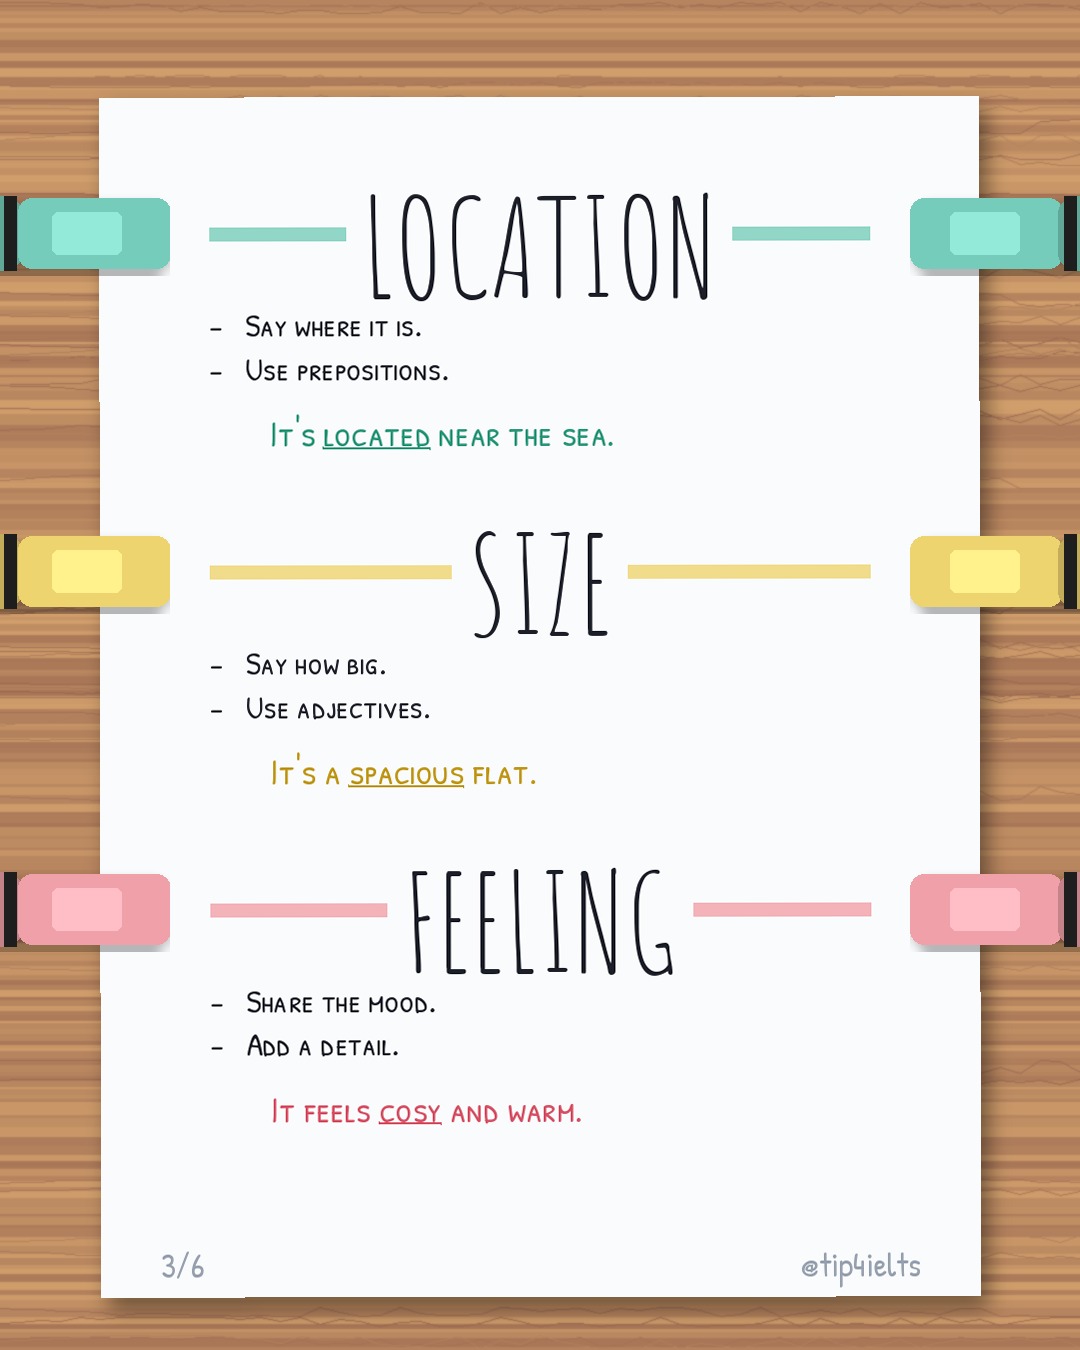 LOCATION
- Say where it is.
- Use prepositions.
It's located near the sea.
SIZE
- Say how big.
- Use adjectives.
It's a spacious flat.
FEELING
- Share the mood.
- Add a detail.
It feels cosy and warm.
3/6
@tip4ielts